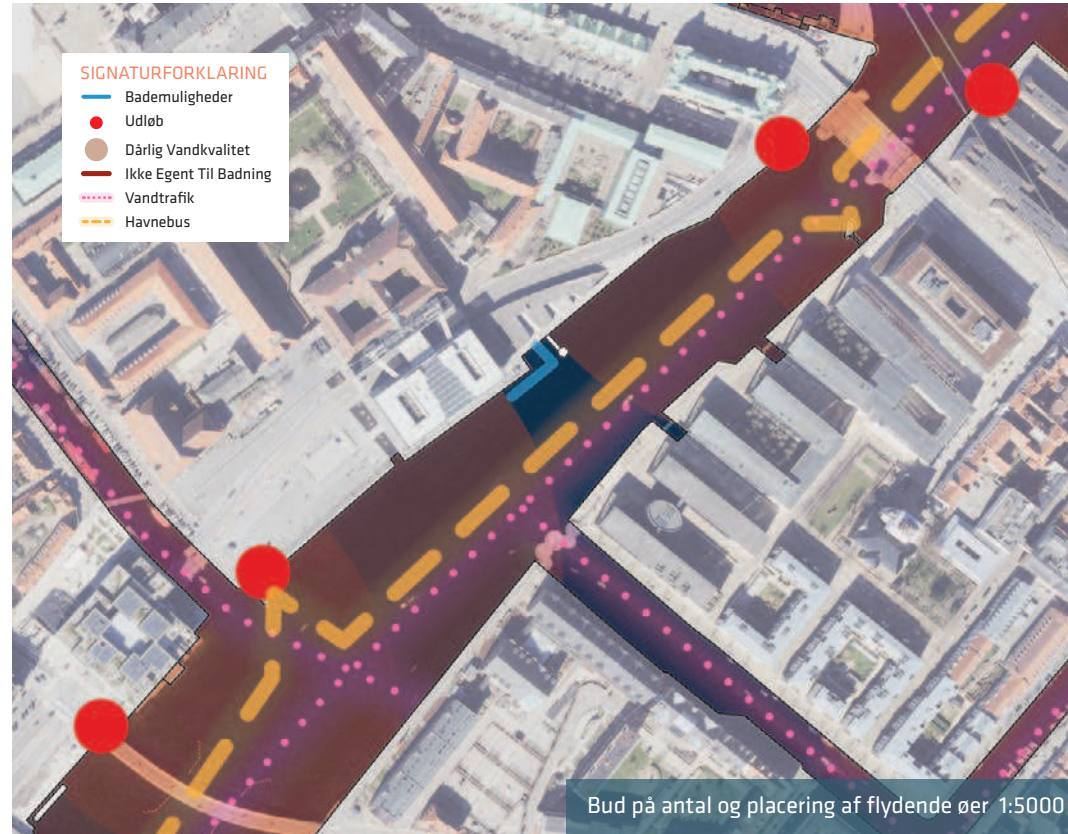 SIGNATURFORKLARING
Bademuligheder
Udløb
Dårlig Vandkvalitet
Ikke Egent Til Badning
Vandtrafik
Havnebus
Bud på antal og placering af flydende øer 1:5000